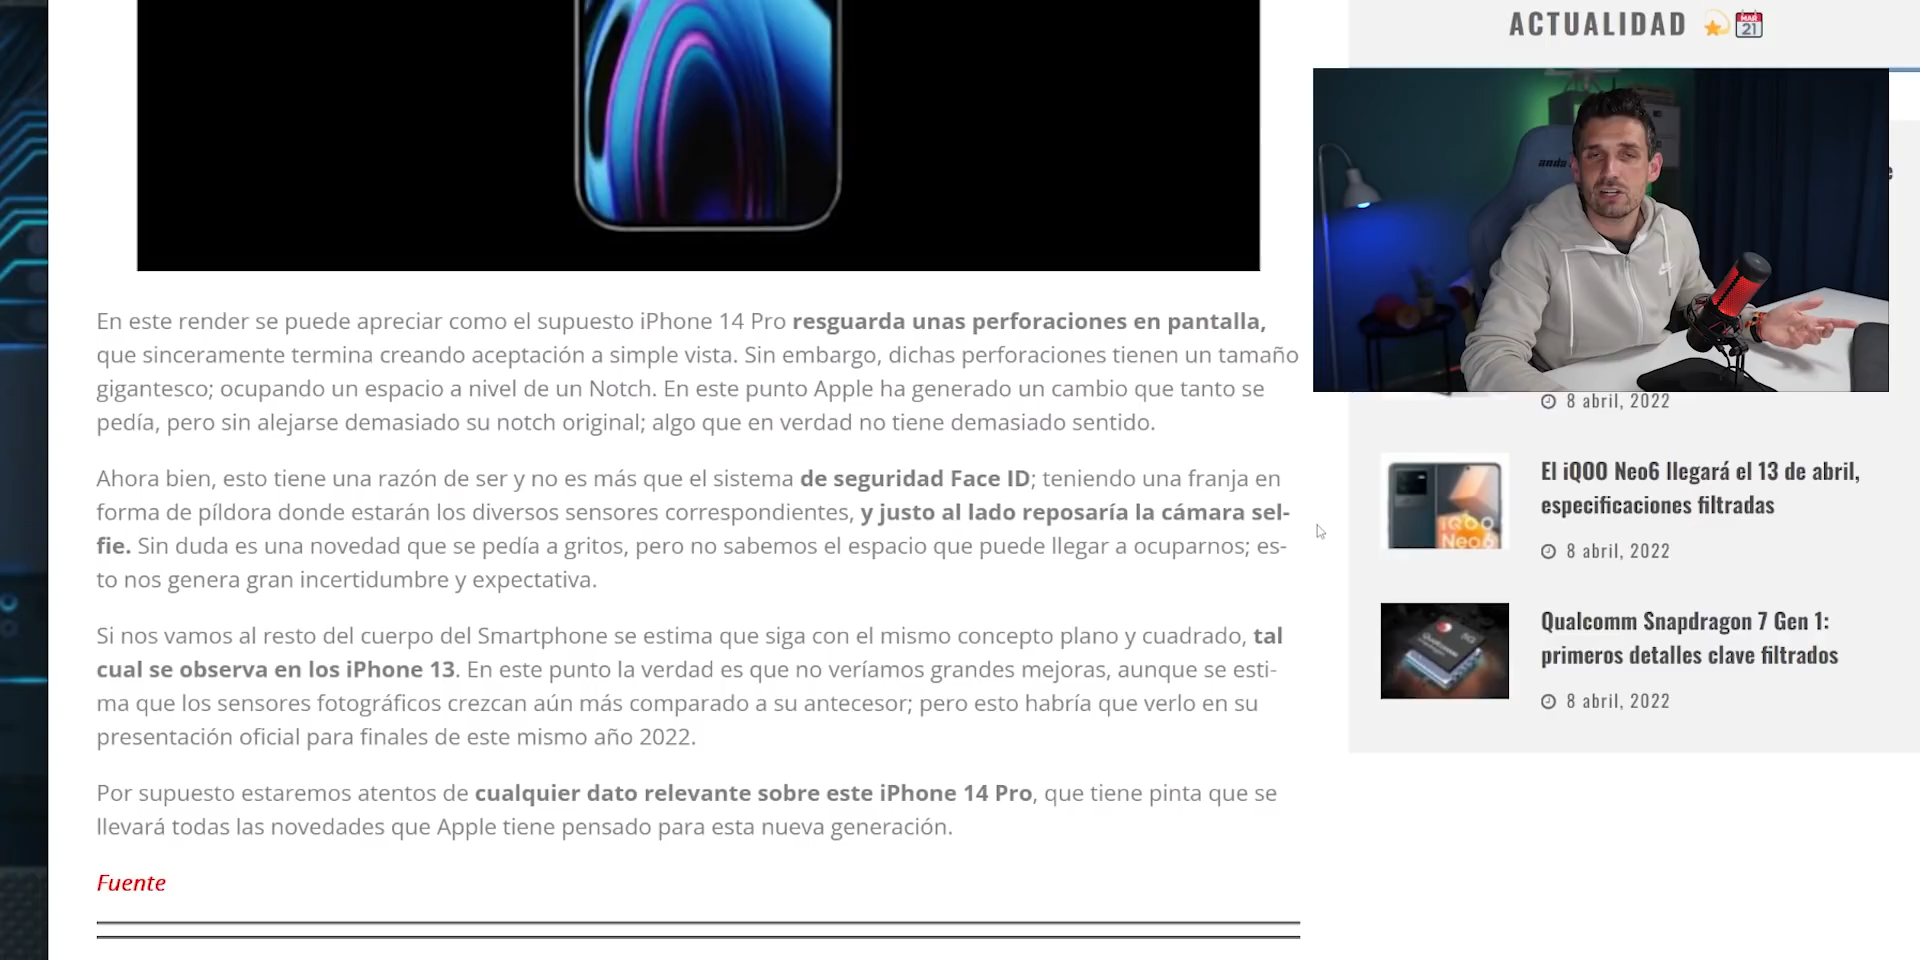 ACTUALIDAD
MAR
21
anda
En este render se puede apreciar como el supuesto iPhone 14 Pro resguarda unas perforaciones en pantalla,
que sinceramente termina creando aceptación a simple vista. Sin embargo, dichas perforaciones tienen un tamaño
gigantesco; ocupando un espacio a nivel de un Notch. En este punto Apple ha generado un cambio que tanto se
pedía, pero sin alejarse demasiado su notch original; algo que en verdad no tiene demasiado sentido.
Ahora bien, esto tiene una razón de ser y no es más que el sistema de seguridad Face ID; teniendo una franja en
forma de píldora donde estarán los diversos sensores correspondientes, y justo al lado reposaría la cámara sel-
fie. Sin duda es una novedad que se pedía a gritos, pero no sabemos el espacio que puede llegar a ocuparnos; es-
to nos genera gran incertidumbre y expectativa.
Si nos vamos al resto del cuerpo del Smartphone se estima que siga con el mismo concepto plano y cuadrado, tal
cual se observa en los iPhone 13. En este punto la verdad es que no veríamos grandes mejoras, aunque se esti-
ma que los sensores fotográficos crezcan aún más comparado a su antecesor; pero esto habría que verlo en su
presentación oficial para finales de este mismo año 2022.
Por supuesto estaremos atentos de cualquier dato relevante sobre este iPhone 14 Pro, que tiene pinta que se
llevará todas las novedades que Apple tiene pensado para esta nueva generación.
Fuente
8 abril, 2022
iQOO
Neo6
El iQOO Neo6 llegará el 13 de abril,
especificaciones filtradas
8 abril, 2022
Qualcomm
5G
Qualcomm Snapdragon 7 Gen 1:
primeros detalles clave filtrados
8 abril, 2022